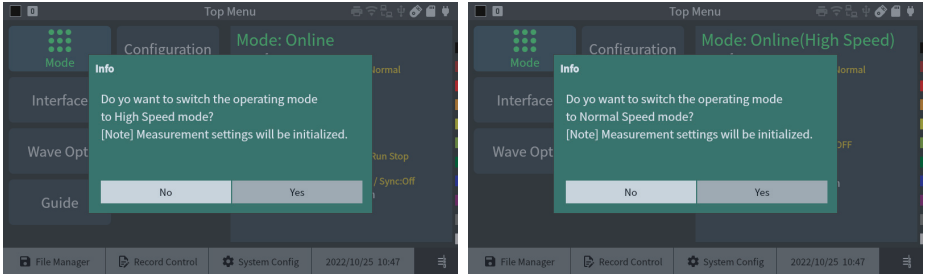 0 Top Menu
Mode
Configuration
Mode: Online
Info
Normal
Do yo want to switch the operating mode
to High Speed mode?
[Note] Measurement settings will be initialized.
Interface
Wave Opt
Run Stop
/ Sync:Off
No Yes
Guide
File Manager Record Control System Config 2022/10/25 10:47
0 Top Menu
Mode
Configuration
Mode: Online(High Speed)
Info
Normal
Do yo want to switch the operating mode
to Normal Speed mode?
[Note] Measurement settings will be initialized.
Interface
Wave Opt
OFF
No Yes
Guide
File Manager Record Control System Config 2022/10/25 10:47